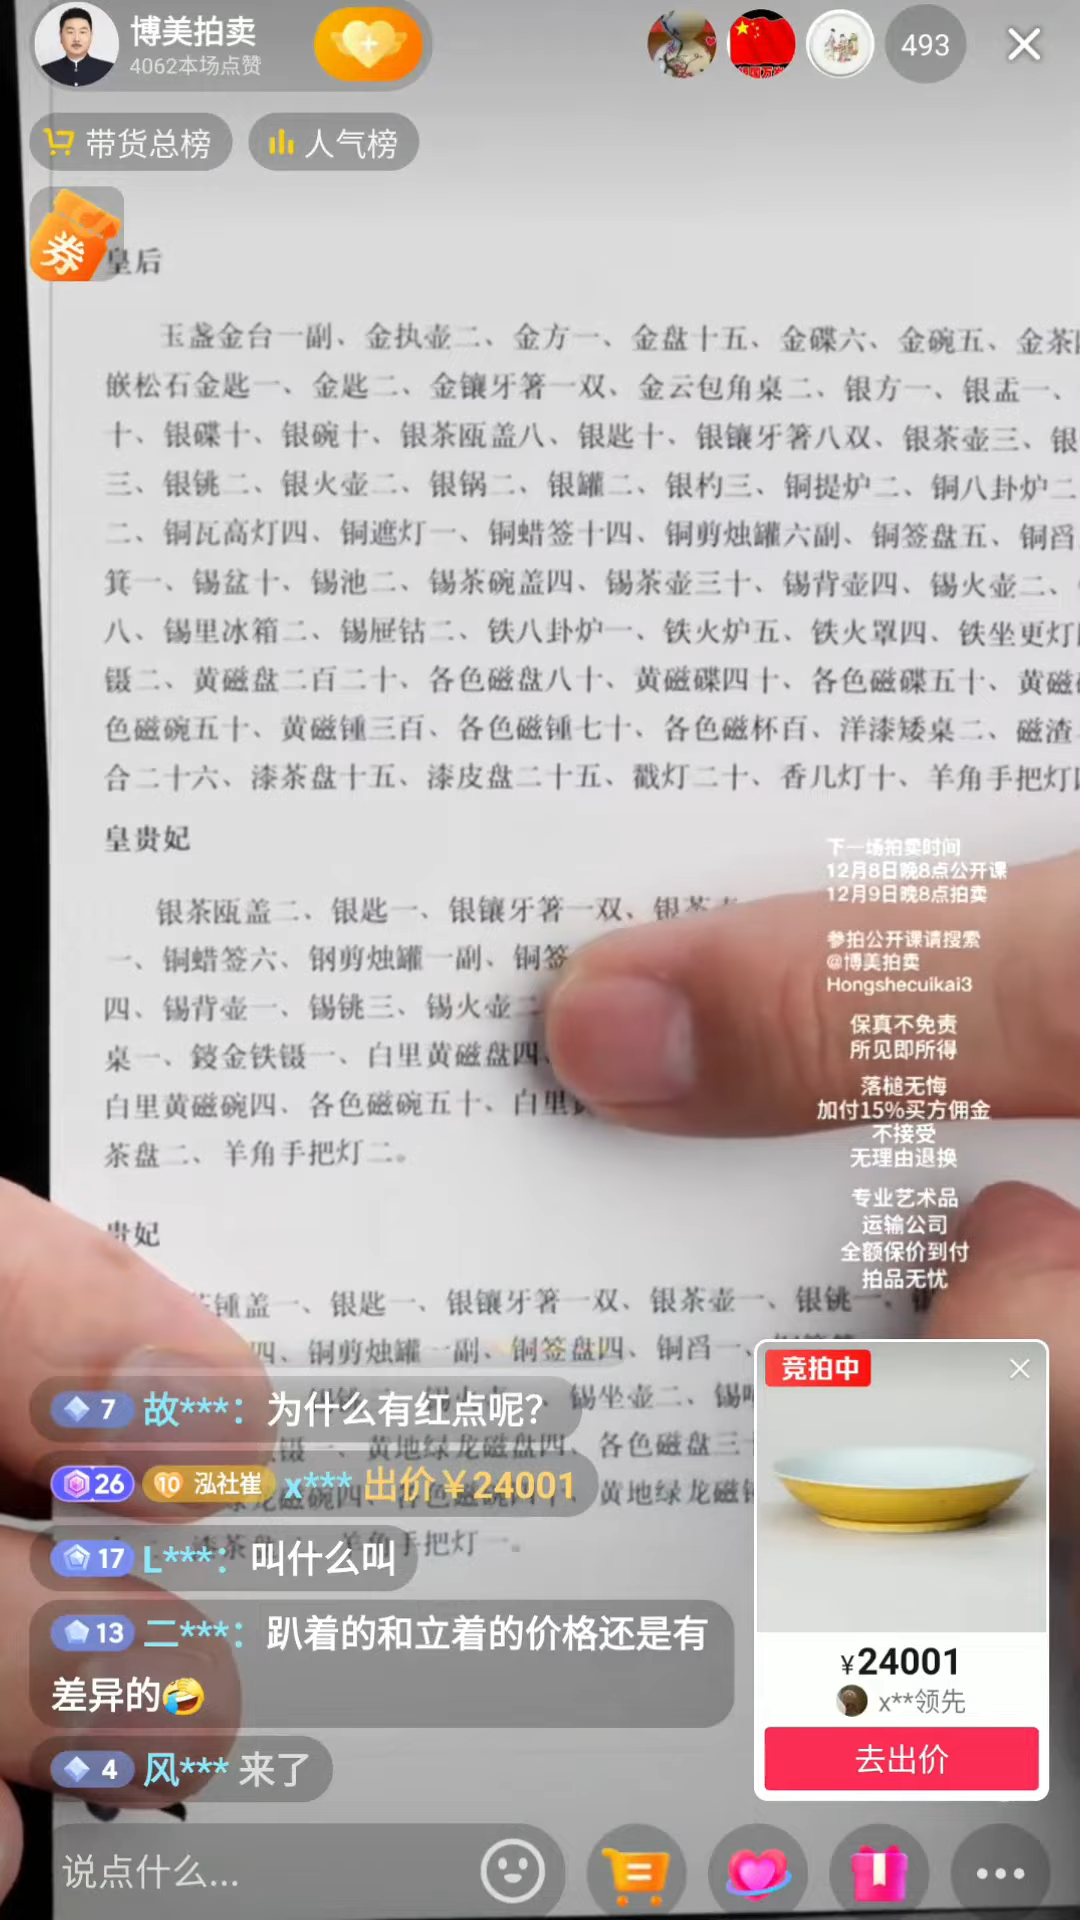 博美拍卖
4062本场点赞
493
带货总榜
人气榜
券
皇后
玉盏金台一副、金执壶二、金方一、金盘十五、金碟六、金碗五、金茶
嵌松石金匙一、金匙二、金镶牙箸一双、金云包角桌二、银方一、银盂一、
十、银碟十、银碗十、银茶瓯盖八、银匙十、银镶牙箸八双、银茶壶三、银
三、银铫二、银火壶二、银锅二、银罐二、银杓三、铜提炉二、铜八卦炉二
二、铜瓦高灯四、铜遮灯一、铜蜡签十四、铜剪烛罐六副、铜签盘五、铜舀
箕一、锡盆十、锡池二、锡茶碗盖四、锡茶壶三十、锡背壶四、锡火壶二、
八、锡里冰箱二、锡屉钴二、铁八卦炉一、铁火炉五、铁火罩四、铁坐更灯
镊二、黄磁盘二百二十、各色磁盘八十、黄磁碟四十、各色磁碟五十、黄磁
色磁碗五十、黄磁锺三百、各色磁锺七十、各色磁杯百、洋漆矮桌二、磁渣
合二十六、漆茶盘十五、漆皮盘二十五、戳灯二十、香几灯十、羊角手把灯
皇贵妃
银茶瓯盖二、银匙一、银镶牙箸一双、银茶
一、铜蜡签六、钢剪烛罐一副、铜签
四、锡背壶一、锡铫三、锡火壶二
桌一、鋄金铁镊一、白里黄磁盘四
白里黄磁碗四、各色磁碗五十、白里
茶盘二、羊角手把灯二。
贵妃
锺盖一、银匙一、银镶牙箸一双、银茶壶一、银铫一、
四、铜剪烛罐一副、铜签盘四、铜舀一、
锡坐壶二、锡
镊一、黄地绿龙磁盘四、各色磁盘三
黄地绿龙磁
手把灯一。
下一场拍卖时间
12月8日晚8点公开课
12月9日晚8点拍卖
参拍公开课请搜索
@博美拍卖
Hongshecuikai3
保真不免责
所见即所得
落槌无悔
加付15%买方佣金
不接受
无理由退换
专业艺术品
运输公司
全额保价到付
拍品无忧
7 故***：为什么有红点呢？
26 10 泓社崔 x*** 出价￥24001
17 L***：叫什么叫
13 二***：趴着的和立着的价格还是有
差异的🤣
4 风*** 来了
竞拍中
¥24001
x**领先
去出价
说点什么...